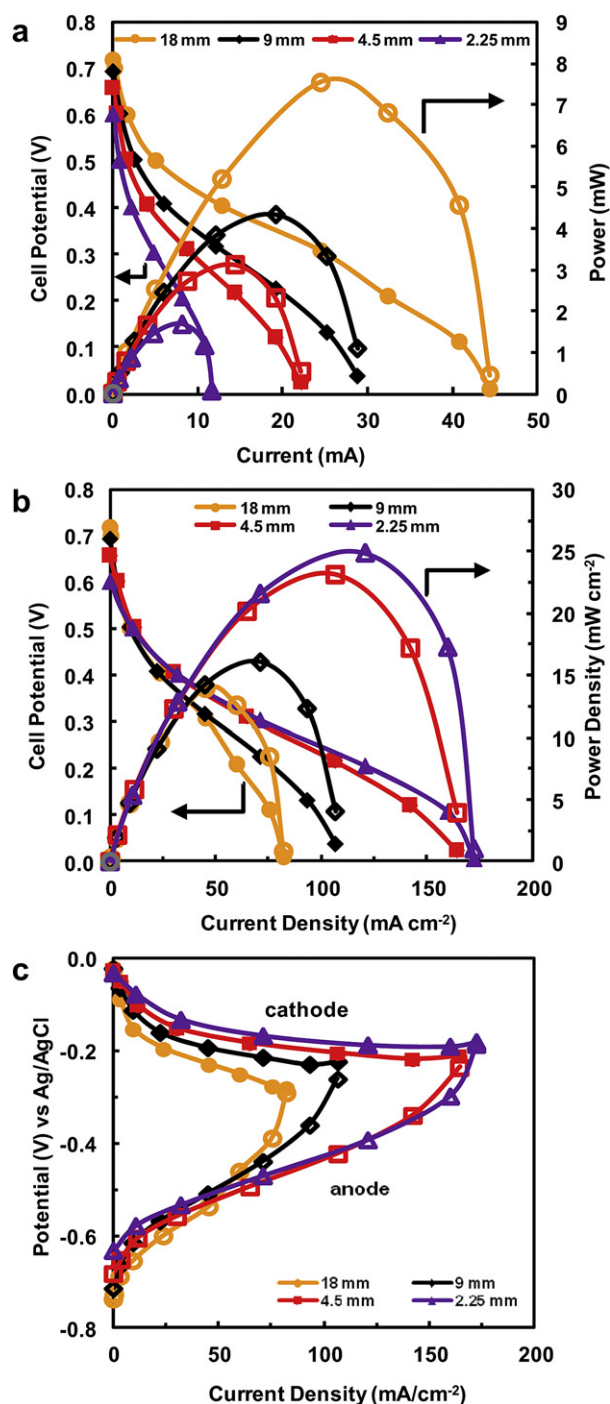 a
18 mm 9 mm 4.5 mm 2.25 mm
0.8
0.7
0.6
0.5
0.4
0.3
0.2
0.1
0.0
Cell Potential (V)
9
8
7
6
5
4
3
2
1
0
Power (mW)
0 10 20 30 40 50
Current (mA)
b
18 mm 9 mm
4.5 mm 2.25 mm
0.8
0.7
0.6
0.5
0.4
0.3
0.2
0.1
0
Cell Potential (V)
30
25
20
15
10
5
0
Power Density (mW cm-2)
0 50 100 150 200
Current Density (mA cm-2)
c
0.0
-0.2
-0.4
-0.6
-0.8
Potential (V) vs Ag/AgCl
cathode
anode
18 mm 9 mm
4.5 mm 2.25 mm
0 50 100 150 200
Current Density (mA/cm-2)